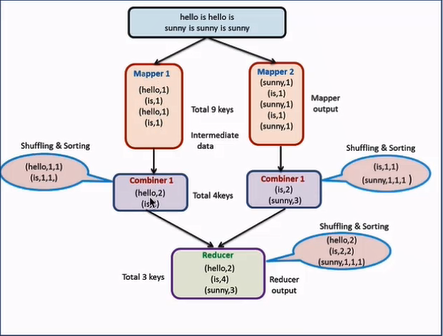 hello is hello is
sunny is sunny is sunny
Mapper 1
(hello,1)
(is,1)
(hello,1)
(is,1)
Total 9 keys
Intermediate
data
Mapper 2
(sunny,1)
(is,1)
(sunny,1)
(is,1)
(sunny,1)
Mapper
output
Shuffling & Sorting
(hello,1,1)
(is,1,1,)
Combiner 1
(hello,2)
(is,2)
Total 4keys
Combiner 1
(is,2)
(sunny,3)
Shuffling & Sorting
(is,1,1)
(sunny,1,1,1 )
Total 3 keys
Reducer
(hello,2)
(is,4)
(sunny,3)
Reducer
output
Shuffling & Sorting
(hello,2)
(is,2,2)
(sunny,1,1,1)